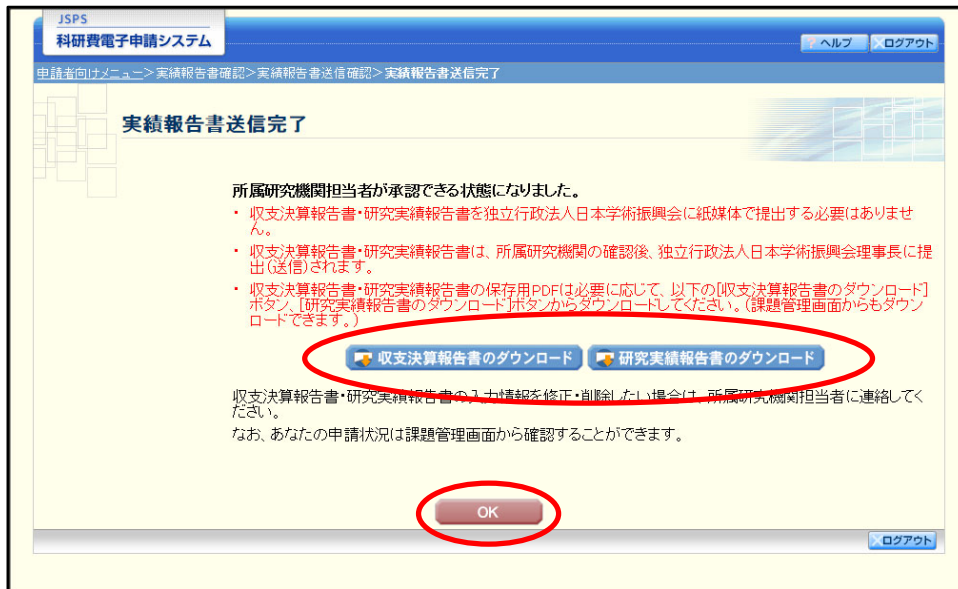 JSPS
科研費電子申請システム
? ヘルプ
×ログアウト
申請者向けメニュー>実績報告書確認>実績報告書送信確認>実績報告書送信完了
実績報告書送信完了
所属研究機関担当者が承認できる状態になりました。
・ 収支決算報告書・研究実績報告書を独立行政法人日本学術振興会に紙媒体で提出する必要はありませ
ん。
・ 収支決算報告書・研究実績報告書は、所属研究機関の確認後、独立行政法人日本学術振興会理事長に提
出(送信)されます。
・ 収支決算報告書・研究実績報告書の保存用PDFは必要に応じて、以下の[収支決算報告書のダウンロード]
ボタン、[研究実績報告書のダウンロード]ボタンからダウンロードしてください。(課題管理画面からもダウン
ロードできます。)
収支決算報告書のダウンロード
研究実績報告書のダウンロード
収支決算報告書・研究実績報告書の入力情報を修正・削除したい場合は、所属研究機関担当者に連絡してく
ださい。
なお、あなたの申請状況は課題管理画面から確認することができます。
OK
×ログアウト